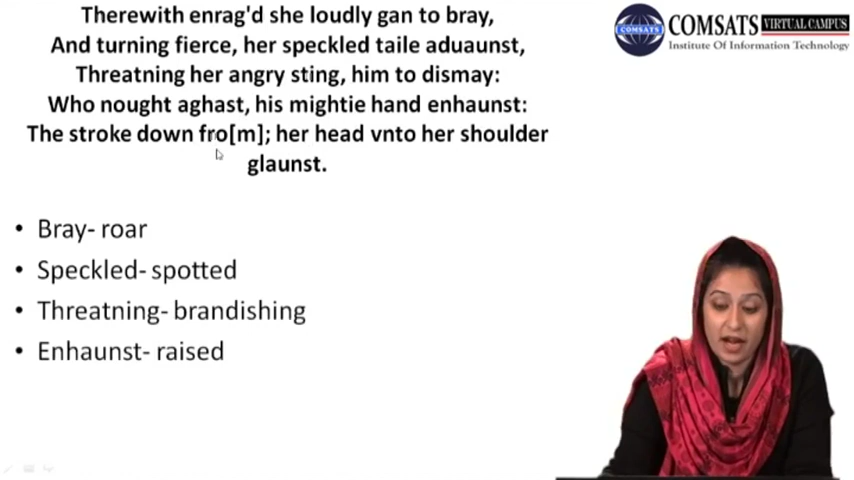 Therewith enrag'd she loudly gan to bray,
And turning fierce, her speckled taile aduaunst,
Threatning her angry sting, him to dismay:
Who nought aghast, his mightie hand enhaunst:
The stroke down fro[m]; her head vnto her shoulder
glaunst.
COMSATS
COMSATS VIRTUAL CAMPUS
Institute Of Information Technology
• Bray- roar
• Speckled- spotted
• Threatning- brandishing
• Enhaunst- raised